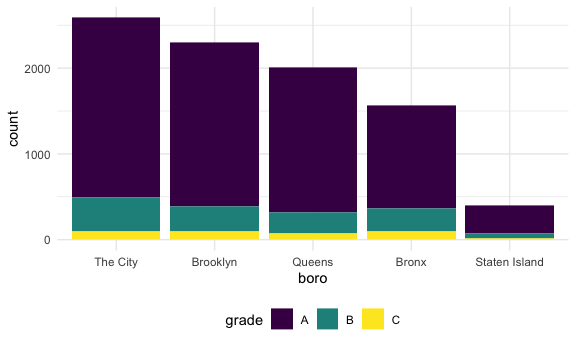 count
2000
1000
0
The City Brooklyn Queens Bronx Staten Island
boro
grade A B C